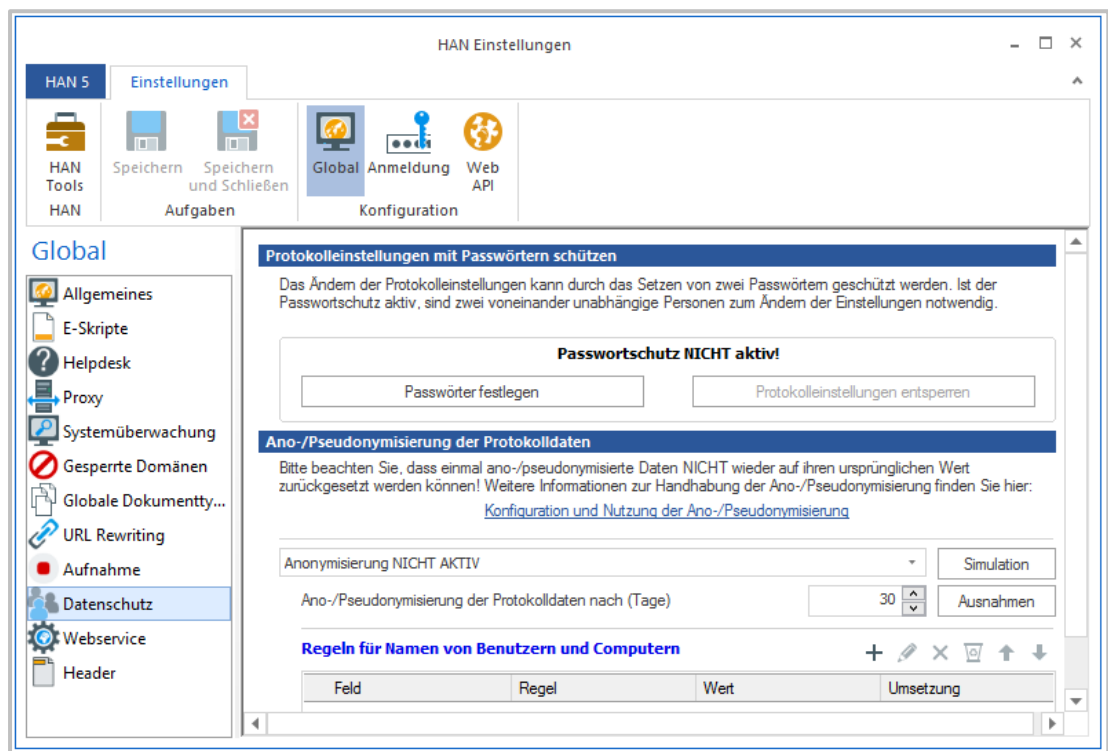 HAN Einstellungen
HAN 5
Einstellungen
HAN Tools
Speichern
Speichern und Schließen
Global
Anmeldung
Web API
HAN
Aufgaben
Konfiguration
Global
Allgemeines
E-Skripte
Helpdesk
Proxy
Systemüberwachung
Gesperrte Domänen
Globale Dokumentty...
URL Rewriting
Aufnahme
Datenschutz
Webservice
Header
Protokolleinstellungen mit Passwörtern schützen
Das Ändern der Protokolleinstellungen kann durch das Setzen von zwei Passwörtern geschützt werden. Ist der
Passwortschutz aktiv, sind zwei voneinander unabhängige Personen zum Ändern der Einstellungen notwendig.
Passwortschutz NICHT aktiv!
Passwörter festlegen
Protokolleinstellungen entsperren
Ano-/Pseudonymisierung der Protokolldaten
Bitte beachten Sie, dass einmal ano-/pseudonymisierte Daten NICHT wieder auf ihren ursprünglichen Wert
zurückgesetzt werden können! Weitere Informationen zur Handhabung der Ano-/Pseudonymisierung finden Sie hier:
Konfiguration und Nutzung der Ano-/Pseudonymisierung
Anonymisierung NICHT AKTIV
Simulation
Ano-/Pseudonymisierung der Protokolldaten nach (Tage)
30
Ausnahmen
Regeln für Namen von Benutzern und Computern
Feld
Regel
Wert
Umsetzung